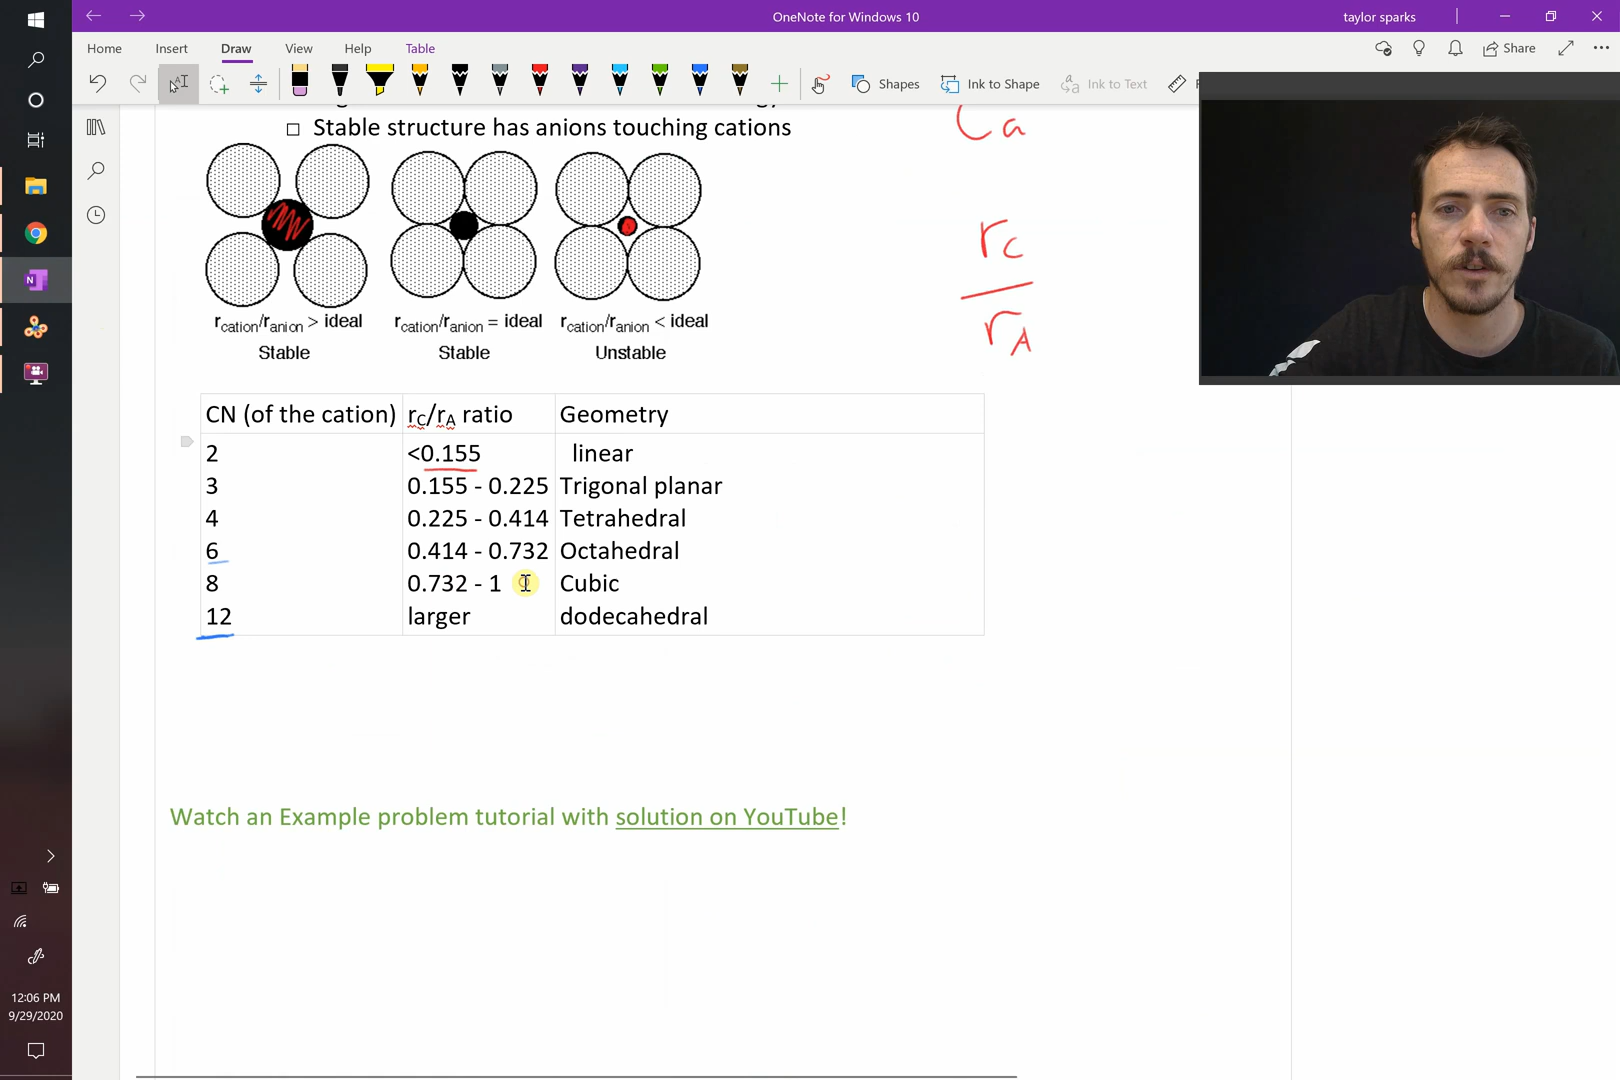 OneNote for Windows 10
taylor sparks
Home Insert Draw View Help Table
Share
Shapes Ink to Shape Ink to Text
□ Stable structure has anions touching cations
Ca
rcation/ranion > ideal rcation/ranion = ideal rcation/ranion < ideal
Stable Stable Unstable
rC
rA
CN (of the cation) rC/rA ratio Geometry
2 <0.155 linear
3 0.155 - 0.225 Trigonal planar
4 0.225 - 0.414 Tetrahedral
6 0.414 - 0.732 Octahedral
8 0.732 - 1 Cubic
12 larger dodecahedral
Watch an Example problem tutorial with solution on YouTube!
12:06 PM
9/29/2020